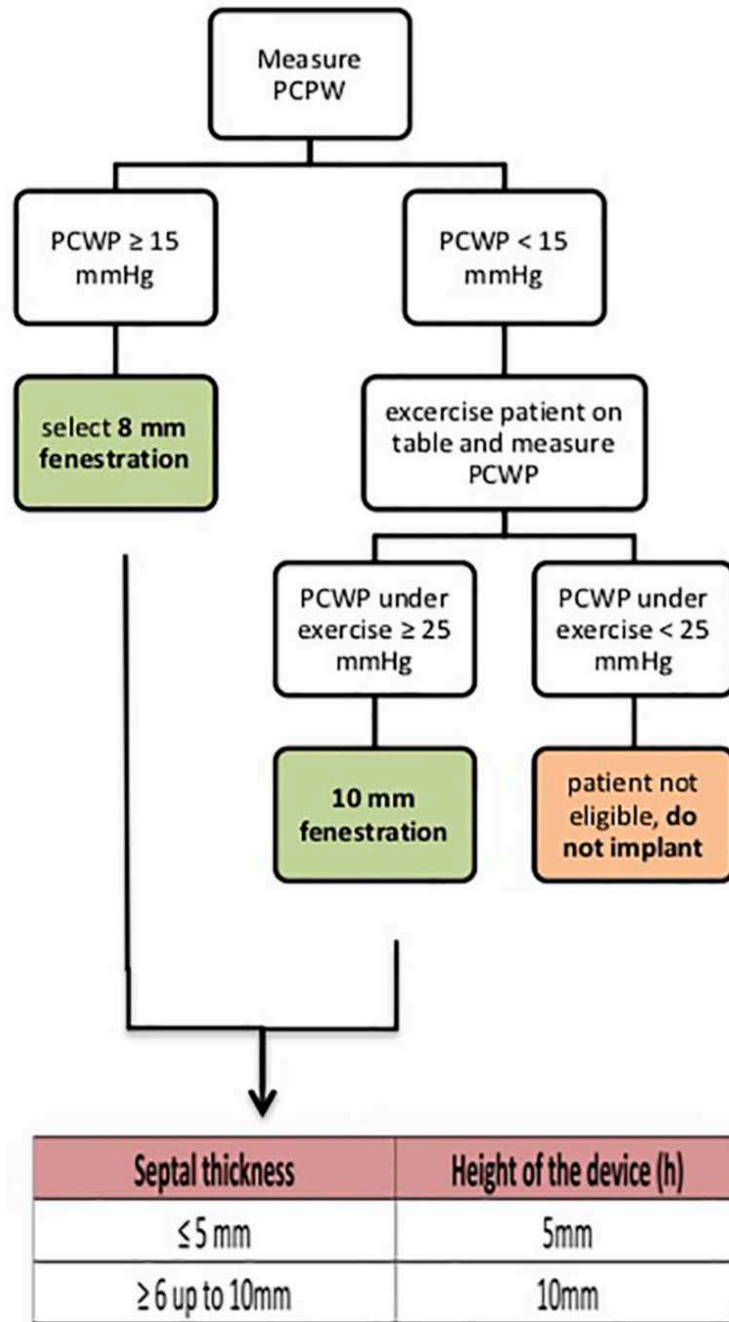 Measure
PCPW
PCWP ≥ 15
mmHg
PCWP < 15
mmHg
select 8 mm
fenestration
excercise patient on
table and measure
PCWP
PCWP under
exercise ≥ 25
mmHg
PCWP under
exercise < 25
mmHg
10 mm
fenestration
patient not
eligible, do
not implant
Septal thickness Height of the device (h)
≤ 5 mm 5mm
≥ 6 up to 10mm 10mm